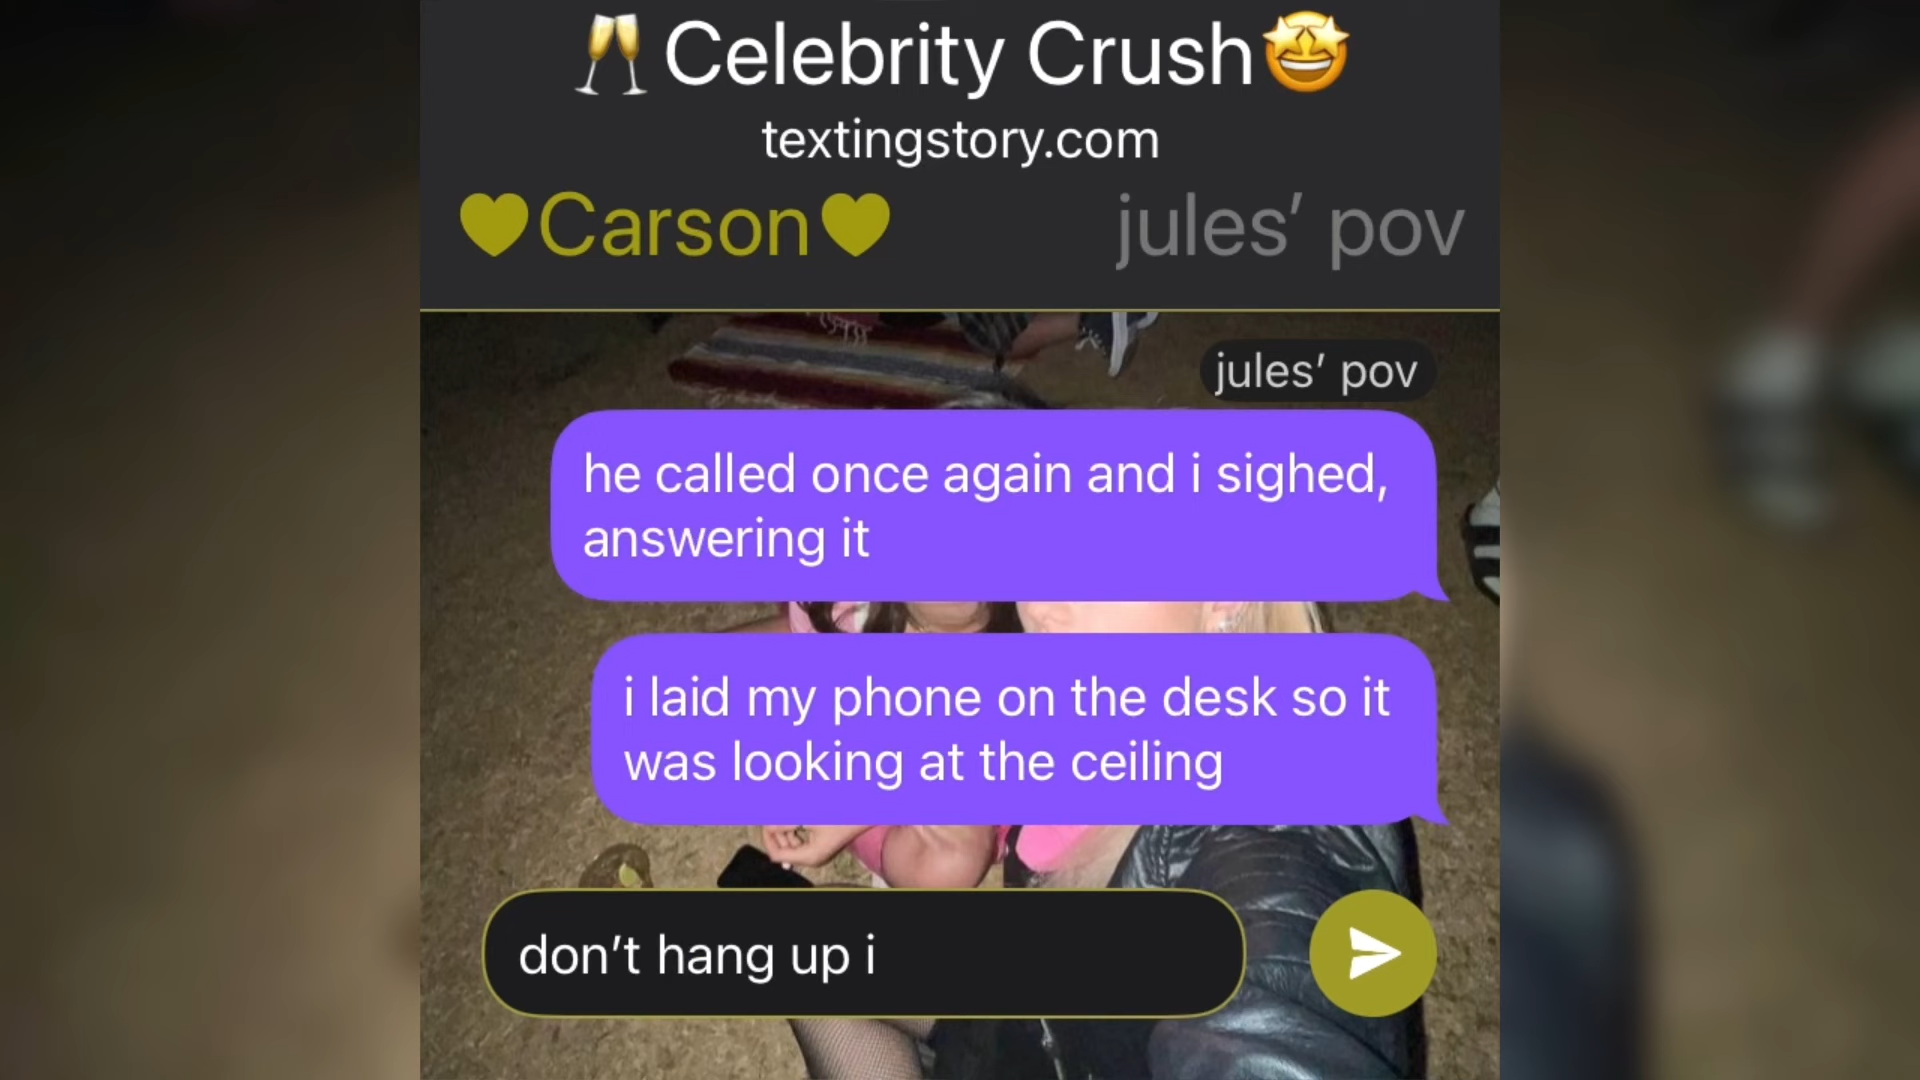 🥂Celebrity Crush🤩
textingstory.com
♥Carson♥
jules’ pov
jules’ pov
he called once again and i sighed,
answering it
i laid my phone on the desk so it
was looking at the ceiling
don’t hang up i